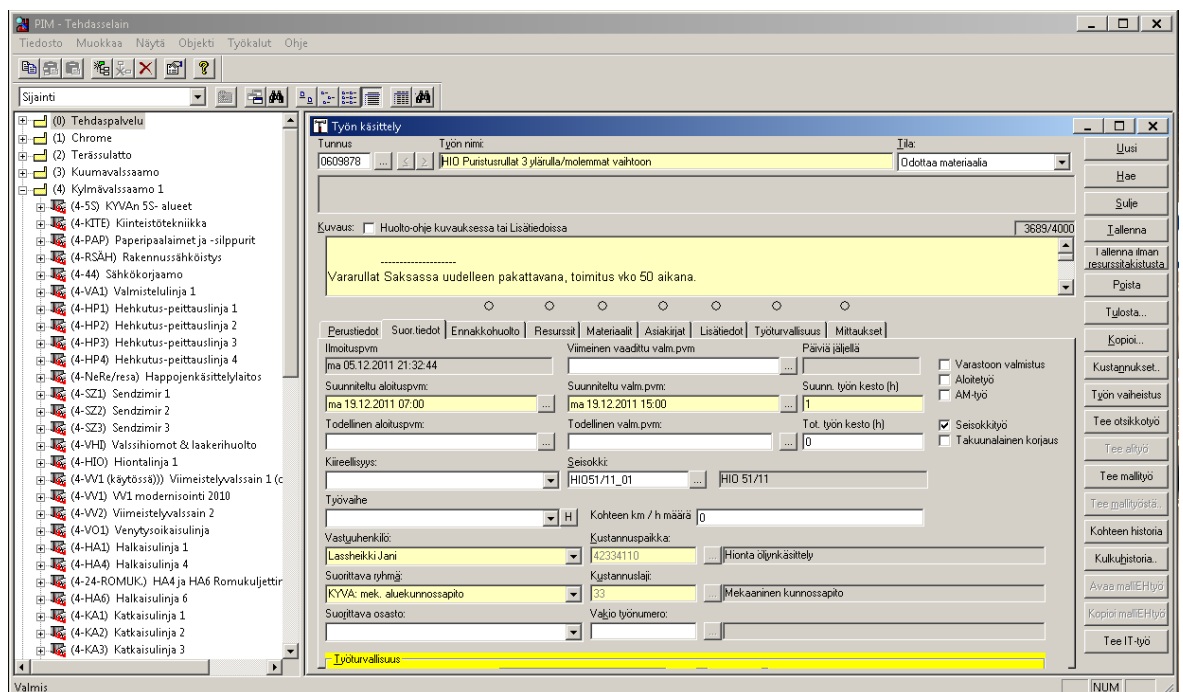 PIM - Tehdasselain
Tiedosto Muokkaa Näytä Objekti Työkalut Ohje
Sijainti
(0) Tehdaspalvelu
(1) Chrome
(2) Terässulatto
(3) Kuumavalssaamo
(4) Kylmävalssaamo 1
(4-5S) KYVAn 5S- alueet
(4-KITE) Kiinteistötekniikka
(4-PAP) Paperipaalaimet ja -silppurit
(4-RSÄH) Rakennussähköistys
(4-44) Sähkökorjaamo
(4-VA1) Valmistelulinja 1
(4-HP1) Hehkutus-peittauslinja 1
(4-HP2) Hehkutus-peittauslinja 2
(4-HP3) Hehkutus-peittauslinja 3
(4-HP4) Hehkutus-peittauslinja 4
(4-NeRe/resa) Happojenkäsittelylaitos
(4-SZ1) Sendzimir 1
(4-SZ2) Sendzimir 2
(4-SZ3) Sendzimir 3
(4-VHI) Valssihiomot & laakerihuolto
(4-HIO) Hiontalinja 1
(4-VV1 (käytössä))) Viimeistelyvalssain 1 (c
(4-VV1) VV1 modernisointi 2010
(4-VV2) Viimeistelyvalssain 2
(4-VO1) Venytysoikaisulinja
(4-HA1) Halkaisulinja 1
(4-HA4) Halkaisulinja 4
(4-24-ROMUK.) HA4 ja HA6 Romukuljettir
(4-HA6) Halkaisulinja 6
(4-KA1) Katkaisulinja 1
(4-KA2) Katkaisulinja 2
(4-KA3) Katkaisulinja 3
Työn käsittely
Tunnus Työn nimi: Tila:
0609878 ... < > HIO Puristusrullat 3 ylärulla/molemmat vaihtoon Odottaa materiaalia
Kuvaus: Huolto-ohje kuvauksessa tai Lisätiedoissa 3689/4000
-------------------
Vararullat Saksassa uudelleen pakattavana, toimitus vko 50 aikana.
Perustiedot Suor.tiedot Ennakkohuolto Resurssit Materiaalit Asiakirjat Lisätiedot Työturvallisuus Mittaukset
Ilmoituspvm Viimeinen vaadittu valm.pvm Päiviä jäljellä
ma 05.12.2011 21:32:44 ... Varastoon valmistus
Aloitetyö
Suunniteltu aloituspvm: Suunniteltu valm.pvm: Suunn. työn kesto (h) AM-työ
ma 19.12.2011 07:00 ... ma 19.12.2011 15:00 ... 1
Todellinen aloituspvm: Todellinen valm.pvm: Tot. työn kesto (h) Seisokkityö
... ... 0 Takuunalainen korjaus
Kiireellisyys: Seisokki:
HIO51/11_01 ... HIO 51/11
Työvaihe
H Kohteen km / h määrä 0
Vastuuhenkilö: Kustannuspaikka:
Lassheikki Jani 42334110 ... Hionta öljynkäsittely
Suorittava ryhmä: Kustannuslaji:
KYVA: mek. aluekunnossapito 33 ... Mekaaninen kunnossapito
Suorittava osasto: Vakio työnumero:
...
Työturvallisuus
Uusi
Hae
Sulje
Tallenna
Tallenna ilman
resurssitakistusta
Poista
Tulosta...
Kopioi...
Kustannukset..
Työn vaiheistus
Tee otsikkotyö
Tee alityö
Tee mallityö
Tee mallityöstä..
Kohteen historia
Kulkuhistoria..
Avaa malliEHtyö
Kopioi malliEHtyö
Tee IT-työ
Valmis NUM